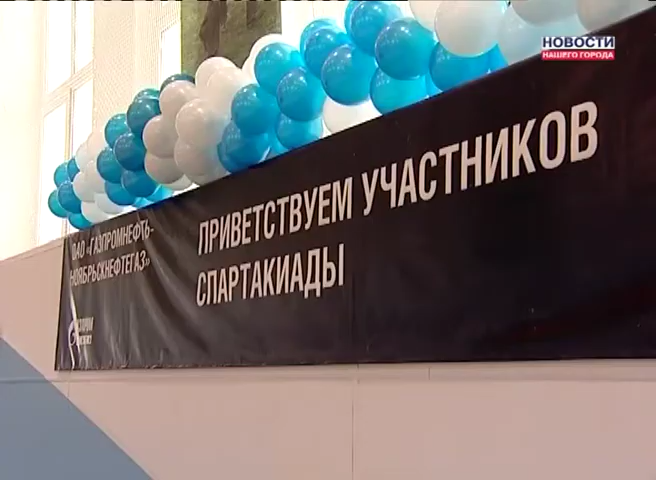 НОВОСТИ
НАШЕГО ГОРОДА
ОАО «ГАЗПРОМНЕФТЬ-
НОЯБРЬСКНЕФТЕГАЗ»
ПРИВЕТСТВУЕМ УЧАСТНИКОВ
СПАРТАКИАДЫ